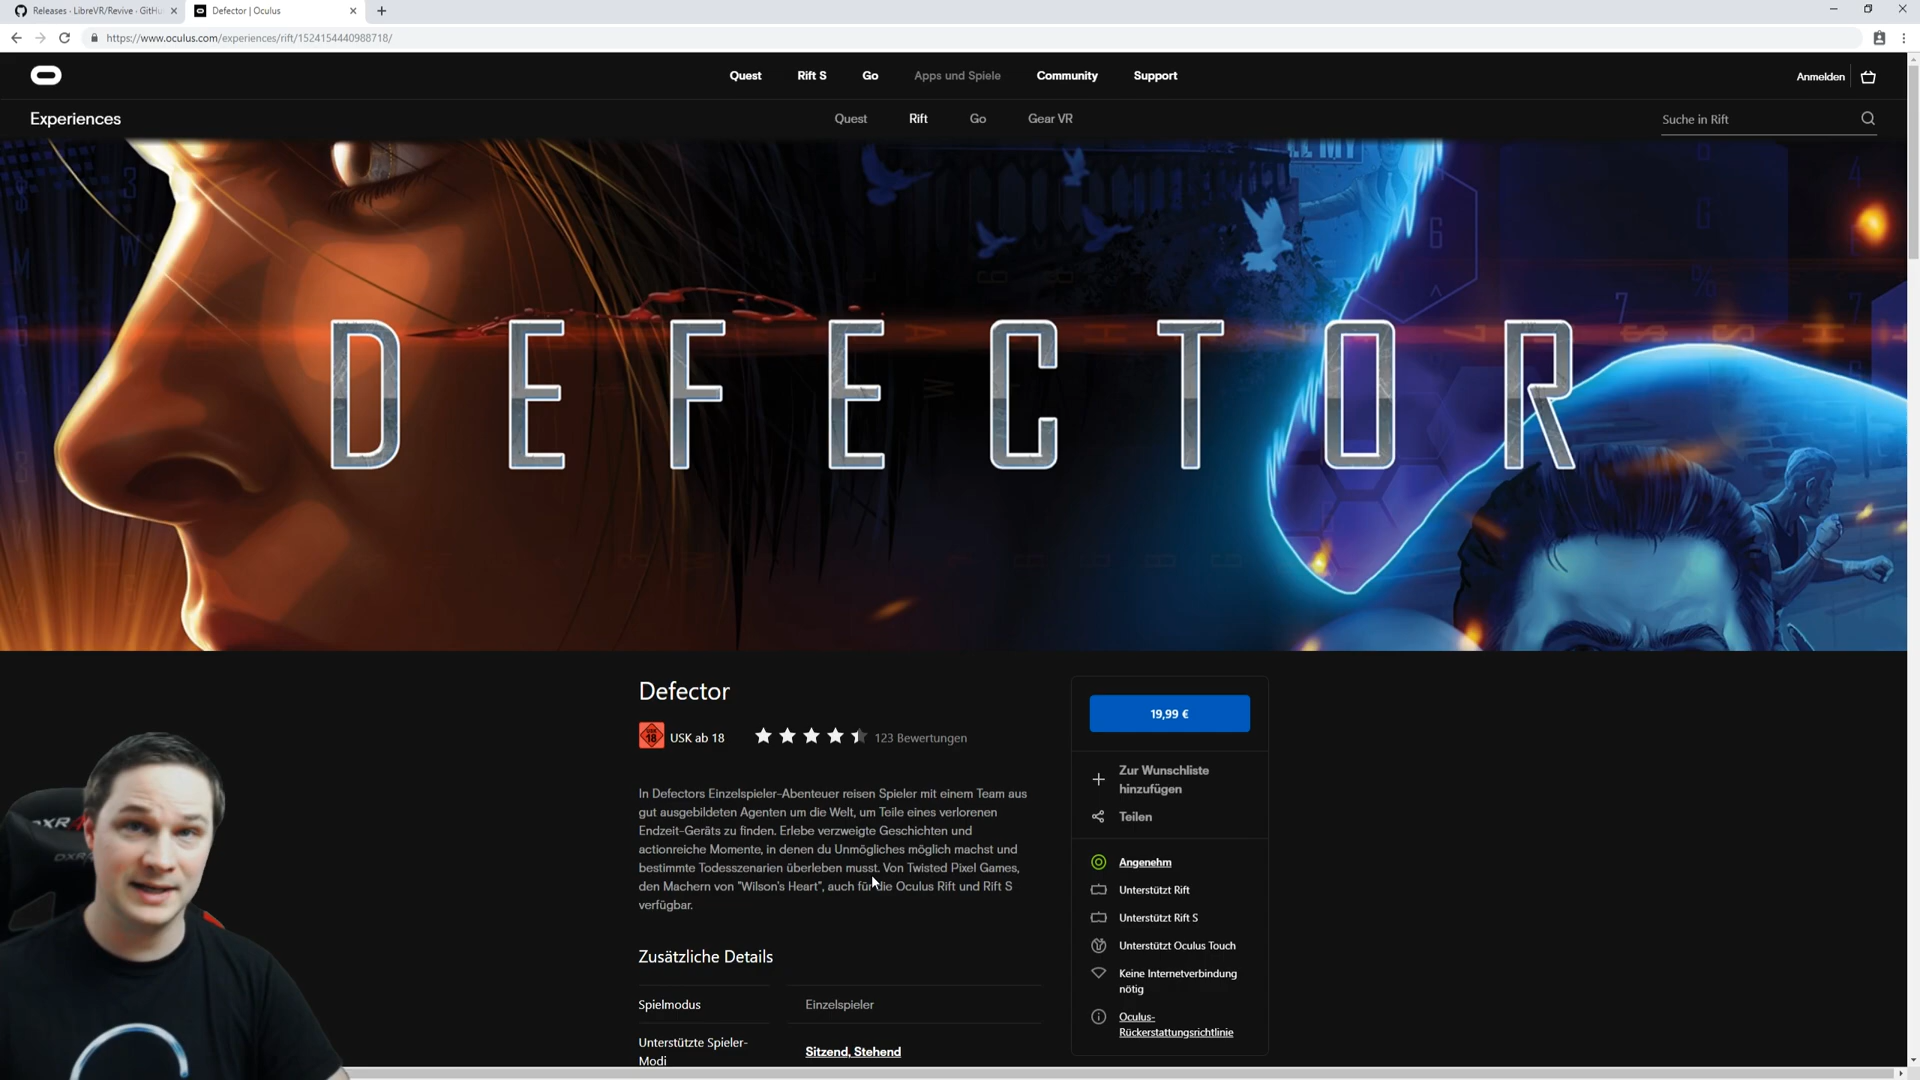 Releases · LibreVR/Revive · GitHu
Defector | Oculus
https://www.oculus.com/experiences/rift/1524154440988718/
Quest
Rift S
Go
Apps und Spiele
Community
Support
Anmelden
Experiences
Quest
Rift
Go
Gear VR
Suche in Rift
DEFECTOR
Defector
USK ab 18
123 Bewertungen
In Defectors Einzelspieler-Abenteuer reisen Spieler mit einem Team aus
gut ausgebildeten Agenten um die Welt, um Teile eines verlorenen
Endzeit-Geräts zu finden. Erlebe verzweigte Geschichten und
actionreiche Momente, in denen du Unmögliches möglich machst und
bestimmte Todesszenarien überleben musst. Von Twisted Pixel Games,
den Machern von "Wilson's Heart", auch für die Oculus Rift und Rift S
verfügbar.
Zusätzliche Details
Spielmodus
Einzelspieler
Unterstützte Spieler-
Modi
Sitzend, Stehend
19,99 €
Zur Wunschliste
hinzufügen
Teilen
Angenehm
Unterstützt Rift
Unterstützt Rift S
Unterstützt Oculus Touch
Keine Internetverbindung
nötig
Oculus-
Rückerstattungsrichtlinie